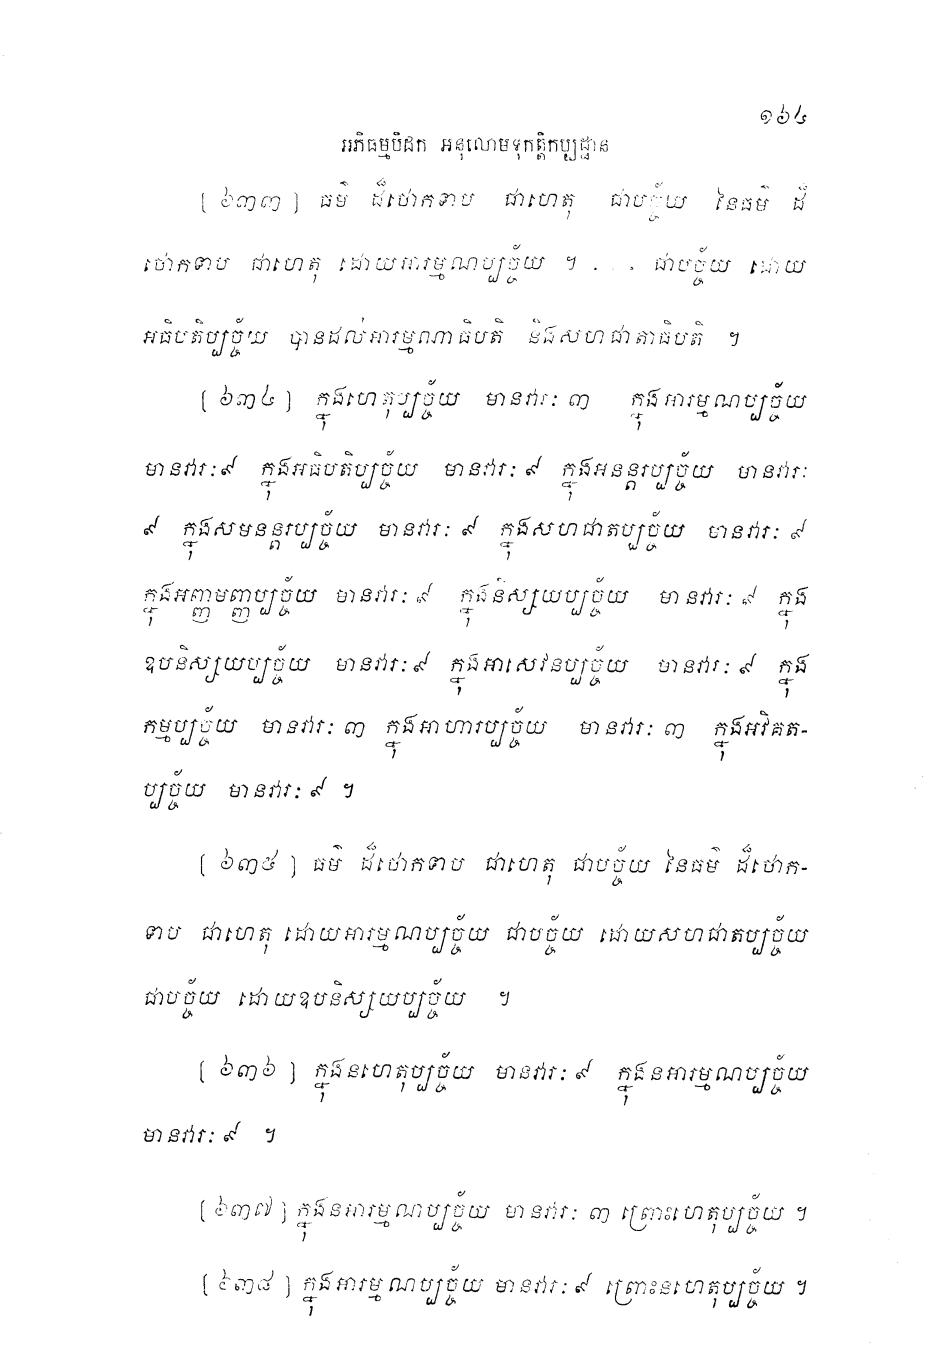 ១៦៤
អភិធម្មបិដក អនុលោមទុកត្តិកប្បដ្ឋាន
[ ៦៣៣ ] ធម៌ ដ៏ថោកទាប ជាហេតុ ជាបច្ច័យ នៃធម៌ ដ៏
ថោកទាប ជាហេតុ ដោយអារម្មណប្បច្ច័យ ។ . . . ជាបច្ច័យ ដោយ
អធិបតិប្បច្ច័យ បានដល់អារម្មណាធិបតិ និងសហជាតាធិបតិ ។
[ ៦៣៤ ] ក្នុងហេតុប្បច្ច័យ មានវារៈ ៣ ក្នុងអារម្មណប្បច្ច័យ
មានវារៈ ៩ ក្នុងអធិបតិប្បច្ច័យ មានវារៈ ៩ ក្នុងអនន្តរប្បច្ច័យ មានវារៈ
៩ ក្នុងសមនន្តរប្បច្ច័យ មានវារៈ ៩ ក្នុងសហជាតប្បច្ច័យ មានវារៈ ៩
ក្នុងអញ្ញាមញ្ញប្បច្ច័យ មានវារៈ ៩ ក្នុងនិស្សយប្បច្ច័យ មានវារៈ ៩ ក្នុង
ឧបនិស្សយប្បច្ច័យ មានវារៈ ៩ ក្នុងអាសេវនប្បច្ច័យ មានវារៈ ៩ ក្នុង
កម្មប្បច្ច័យ មានវារៈ ៣ ក្នុងអាហារប្បច្ច័យ មានវារៈ ៣ ក្នុងអវិគត-
ប្បច្ច័យ មានវារៈ ៩ ។
[ ៦៣៥ ] ធម៌ ដ៏ថោកទាប ជាហេតុ ជាបច្ច័យ នៃធម៌ ដ៏ថោក-
ទាប ជាហេតុ ដោយអារម្មណប្បច្ច័យ ជាបច្ច័យ ដោយសហជាតប្បច្ច័យ
ជាបច្ច័យ ដោយឧបនិស្សយប្បច្ច័យ ។
[ ៦៣៦ ] ក្នុងនហេតុប្បច្ច័យ មានវារៈ ៩ ក្នុងនអារម្មណប្បច្ច័យ
មានវារៈ ៩ ។
[ ៦៣៧ ] ក្នុងនអារម្មណប្បច្ច័យ មានវារៈ ៣ ព្រោះហេតុប្បច្ច័យ ។
[ ៦៣៨ ] ក្នុងអារម្មណប្បច្ច័យ មានវារៈ ៩ ព្រោះនហេតុប្បច្ច័យ ។